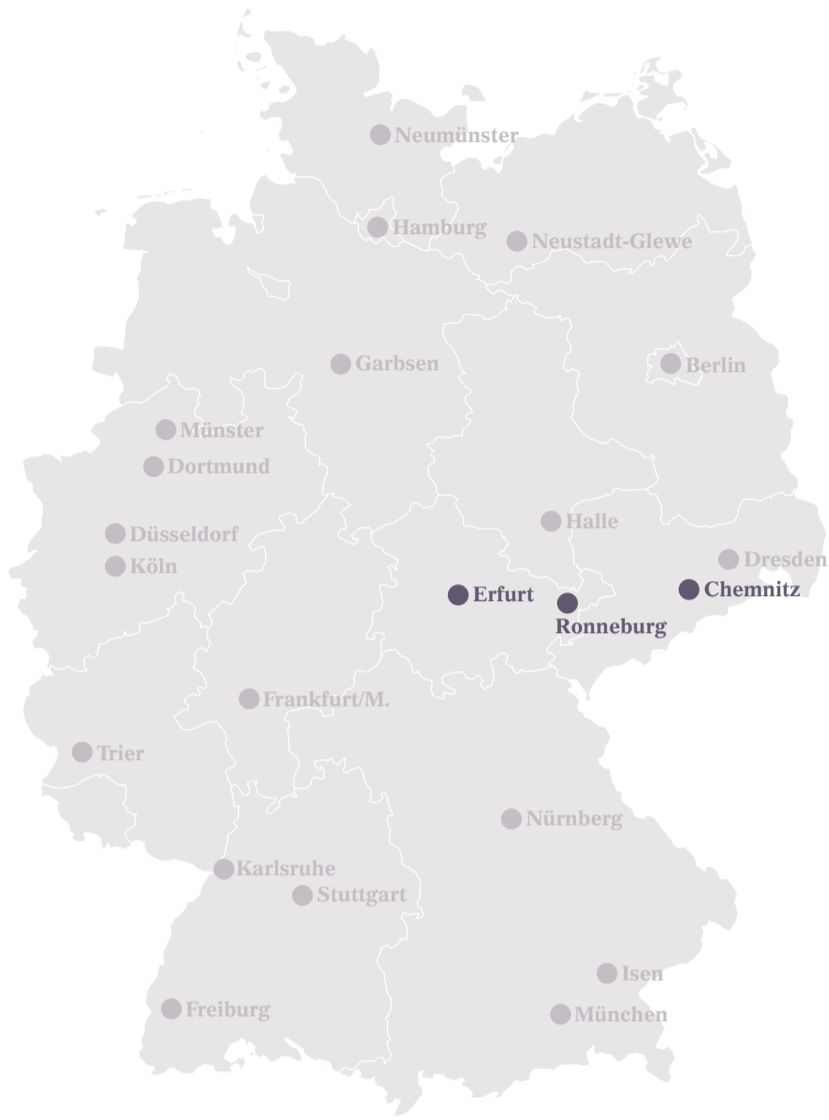 Neumünster
Hamburg
Neustadt-Glewe
Garbsen
Berlin
Münster
Dortmund
Halle
Düsseldorf
Dresden
Köln
Chemnitz
Erfurt
Ronneburg
Frankfurt/M.
Trier
Nürnberg
Karlsruhe
Stuttgart
Isen
Freiburg
München